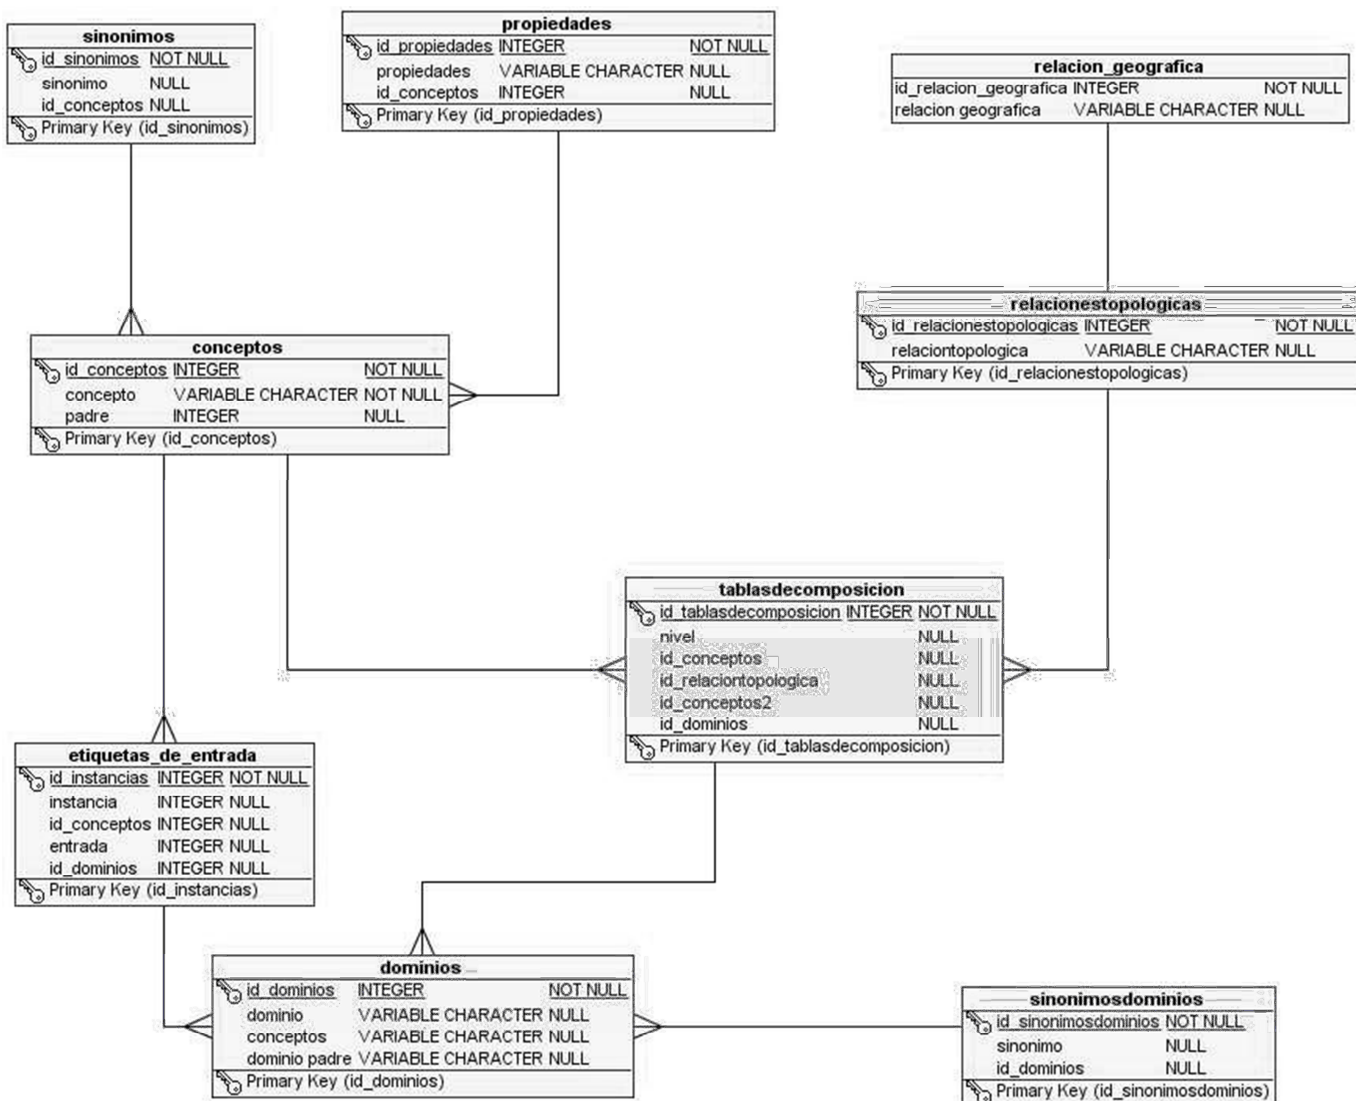 sinonimos
id_sinonimos NOT NULL
sinonimo NULL
id_conceptos NULL
Primary Key (id_sinonimos)
propiedades
id_propiedades INTEGER NOT NULL
propiedades VARIABLE CHARACTER NULL
id_conceptos INTEGER NULL
Primary Key (id_propiedades)
relacion_geografica
id_relacion_geografica INTEGER NOT NULL
relacion geografica VARIABLE CHARACTER NULL
relacionestopologicas
id_relacionestopologicas INTEGER NOT NULL
relaciontopologica VARIABLE CHARACTER NULL
Primary Key (id_relacionestopologicas)
conceptos
id_conceptos INTEGER NOT NULL
concepto VARIABLE CHARACTER NOT NULL
padre INTEGER NULL
Primary Key (id_conceptos)
tablasdecomposicion
id_tablasdecomposicion INTEGER NOT NULL
nivel NULL
id_conceptos NULL
id_relaciontopologica NULL
id_conceptos2 NULL
id_dominios NULL
Primary Key (id_tablasdecomposicion)
etiquetas_de_entrada
id_instancias INTEGER NOT NULL
instancia INTEGER NULL
id_conceptos INTEGER NULL
entrada INTEGER NULL
id_dominios INTEGER NULL
Primary Key (id_instancias)
dominios
id_dominios INTEGER NOT NULL
dominio VARIABLE CHARACTER NULL
conceptos VARIABLE CHARACTER NULL
dominio padre VARIABLE CHARACTER NULL
Primary Key (id_dominios)
sinonimosdominios
id_sinonimosdominios NOT NULL
sinonimo NULL
id_dominios NULL
Primary Key (id_sinonimosdominios)